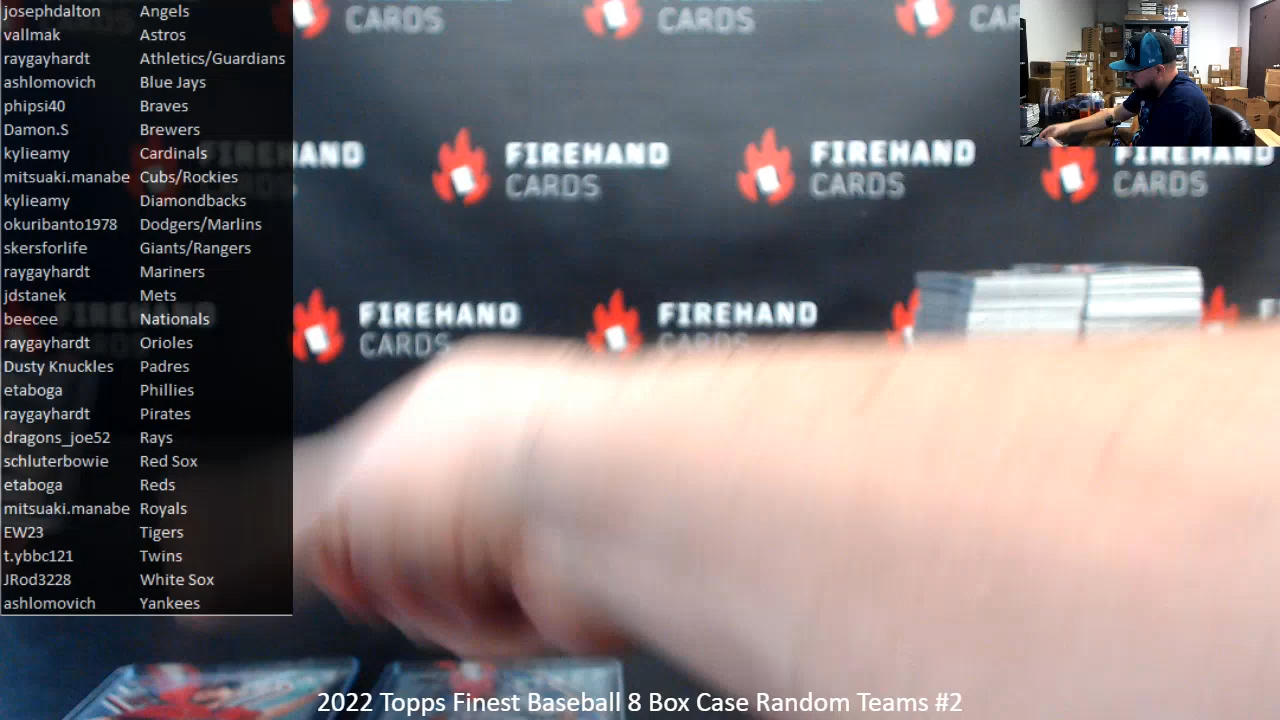 josephdalton Angels
vallmak Astros
raygayhardt Athletics/Guardians
ashlomovich Blue Jays
phipsi40 Braves
Damon.S Brewers
kylieamy Cardinals
mitsuaki.manabe Cubs/Rockies
kylieamy Diamondbacks
okuribanto1978 Dodgers/Marlins
skersforlife Giants/Rangers
raygayhardt Mariners
jdstanek Mets
beecee Nationals
raygayhardt Orioles
Dusty Knuckles Padres
etaboga Phillies
raygayhardt Pirates
dragons_joe52 Rays
schluterbowie Red Sox
etaboga Reds
mitsuaki.manabe Royals
EW23 Tigers
t.ybbc121 Twins
JRod3228 White Sox
ashlomovich Yankees
CARDS
CARDS
FIREHAND
CARDS
FIREHAND
CARDS
FIREHAND
CARDS
FIREHAND
CARDS
FIREHAND
CARDS
FIREHAND
CARDS
2022 Topps Finest Baseball 8 Box Case Random Teams #2